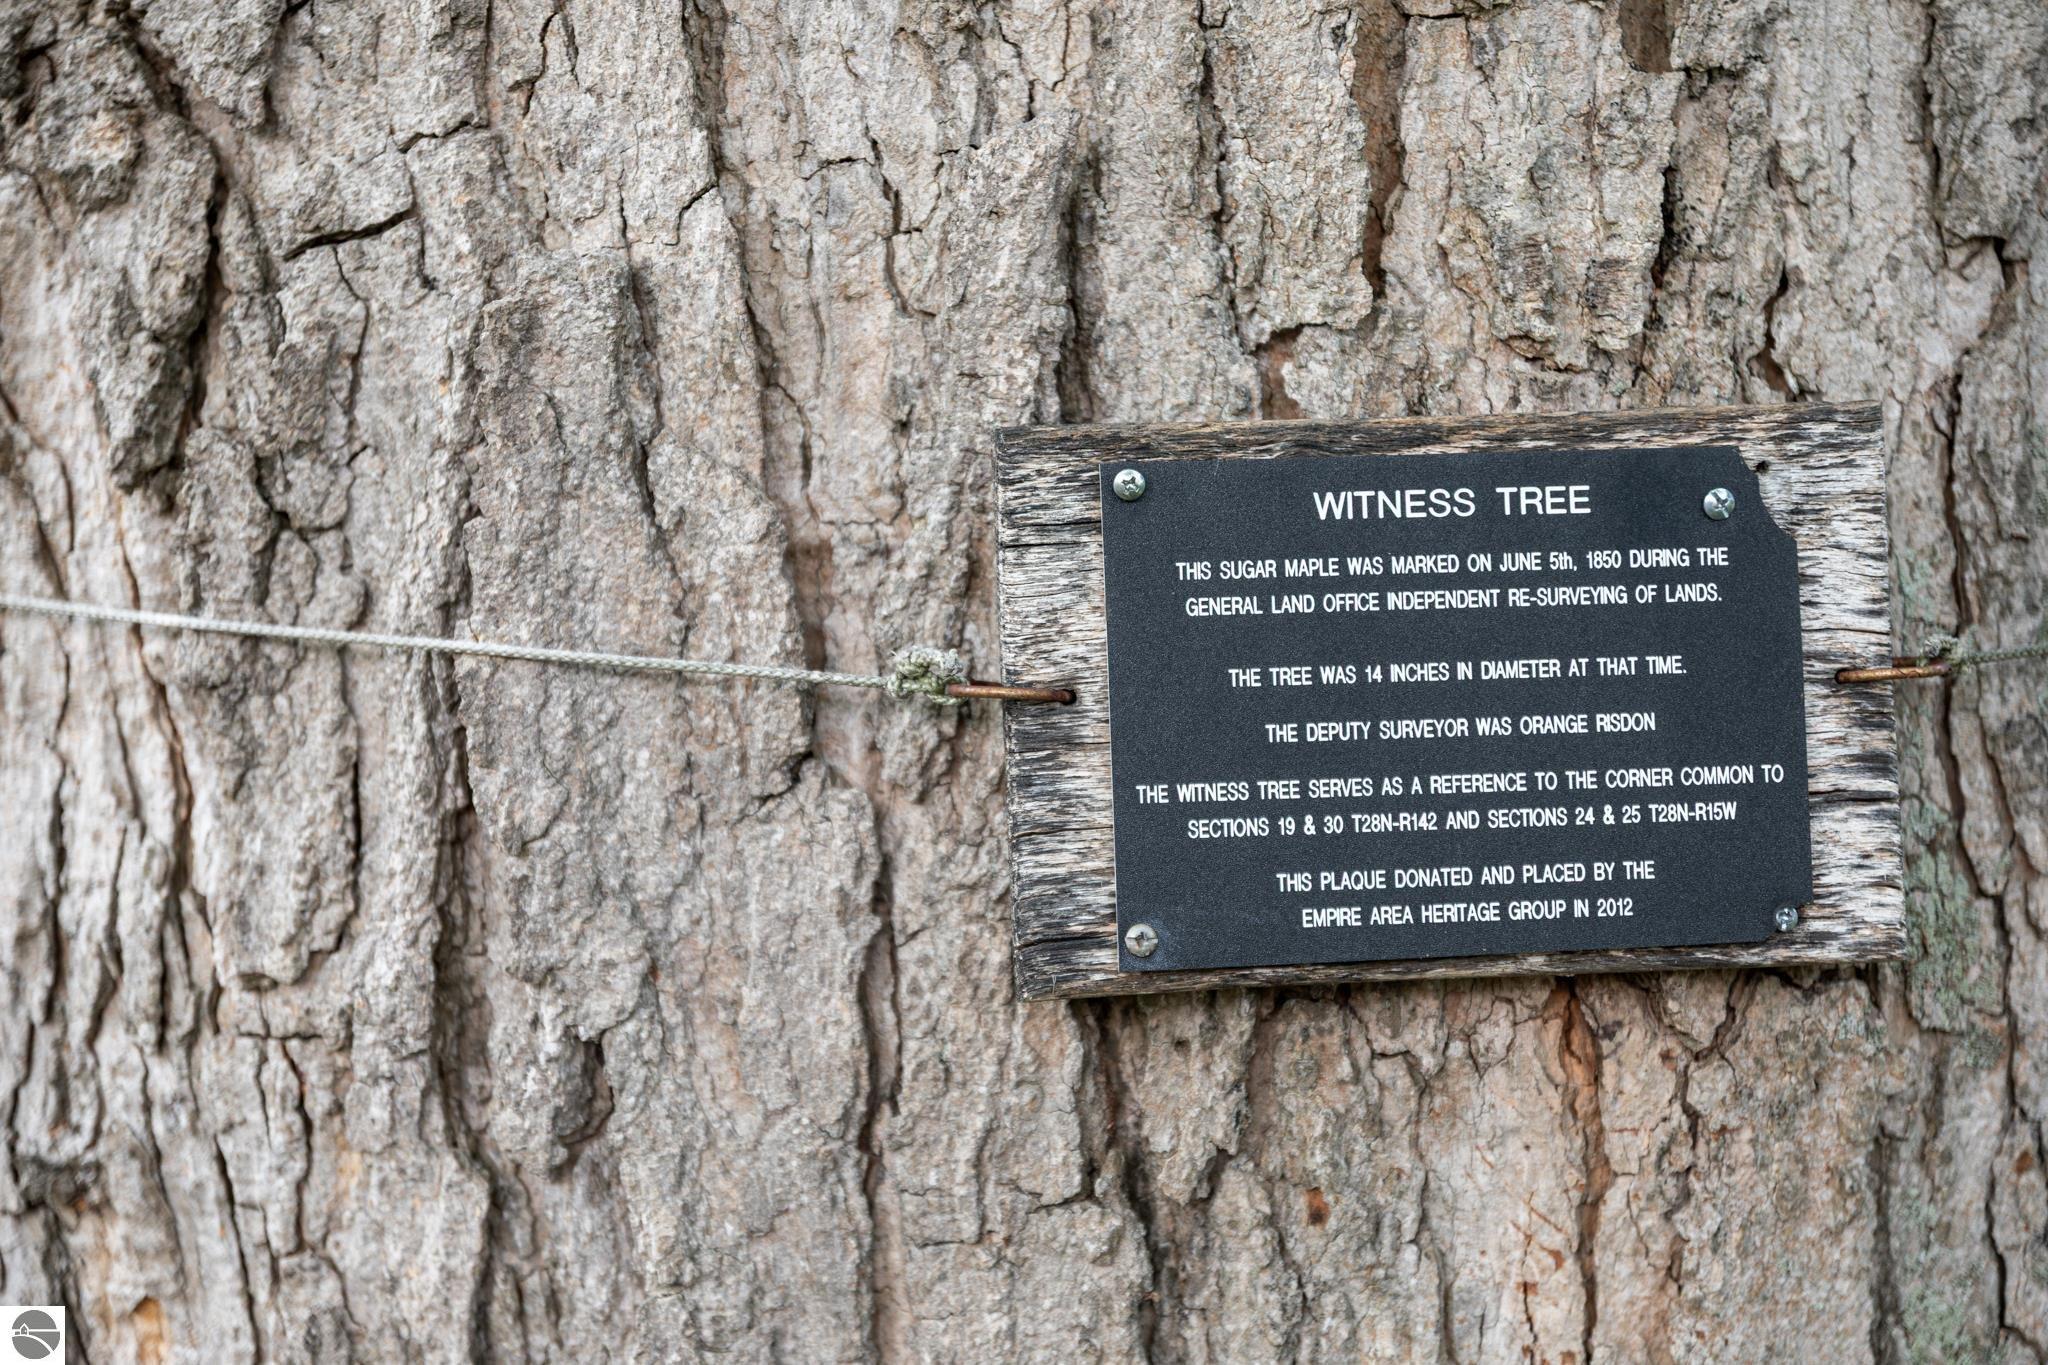 WITNESS TREE
THIS SUGAR MAPLE WAS MARKED ON JUNE 5th, 1850 DURING THE
GENERAL LAND OFFICE INDEPENDENT RE-SURVEYING OF LANDS.
THE TREE WAS 14 INCHES IN DIAMETER AT THAT TIME.
THE DEPUTY SURVEYOR WAS ORANGE RISDON
THE WITNESS TREE SERVES AS A REFERENCE TO THE CORNER COMMON TO
SECTIONS 19 & 30 T28N-R142 AND SECTIONS 24 & 25 T28N-R15W
THIS PLAQUE DONATED AND PLACED BY THE
EMPIRE AREA HERITAGE GROUP IN 2012